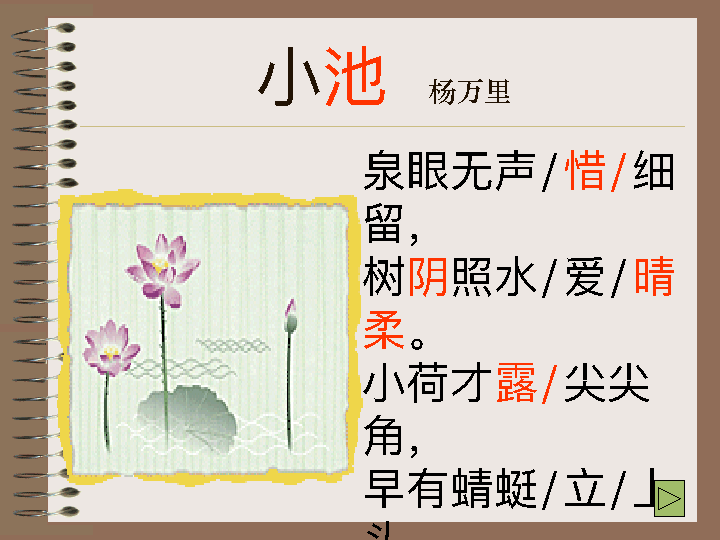 小池 杨万里
泉眼无声/惜/细
留，
树阴照水/爱/晴
柔。
小荷才露/尖尖
角，
早有蜻蜓/立/上